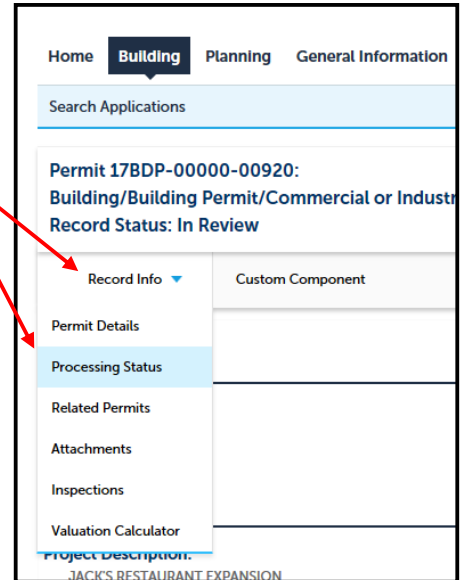 Home Building Planning General Information
Search Applications
Permit 17BDP-00000-00920:
Building/Building Permit/Commercial or Industr
Record Status: In Review
Record Info Custom Component
Permit Details
Processing Status
Related Permits
Attachments
Inspections
Valuation Calculator
Project Description:
JACK'S RESTAURANT EXPANSION